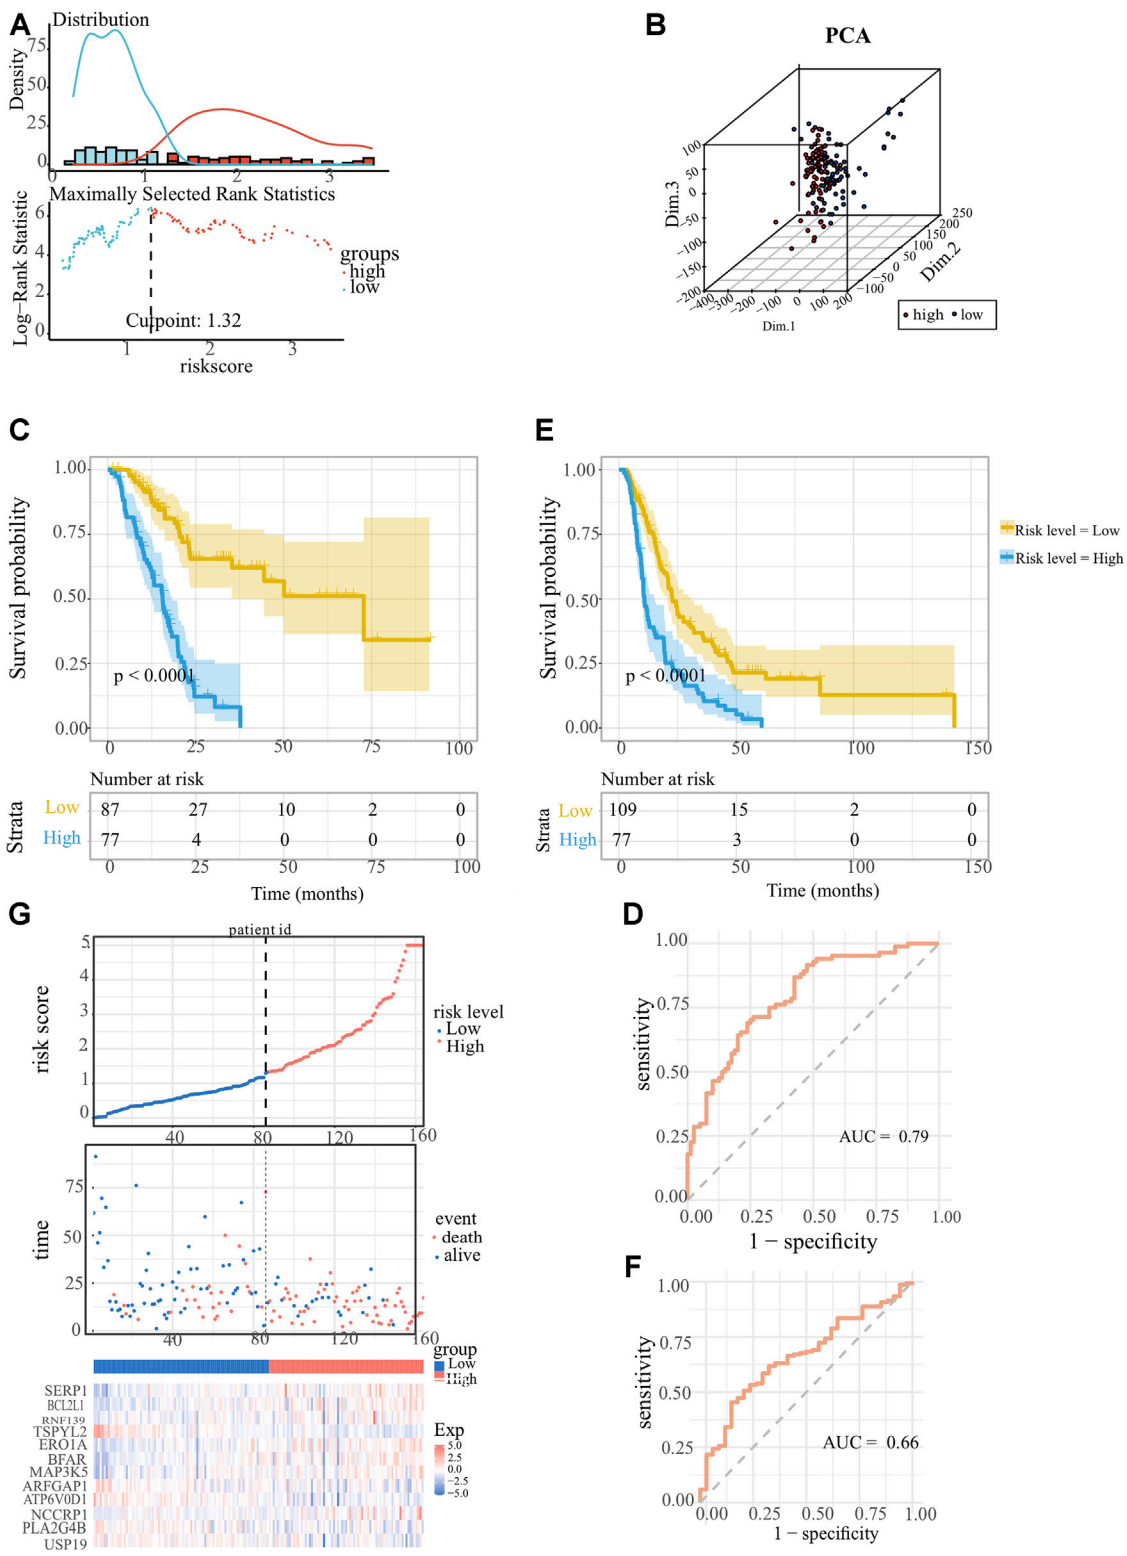 A
Distribution
Density
75
50
25
0
0 1 2 3
Maximally Selected Rank Statistics
Log-Rank Statistic
6
4
2
0
groups
high
low
Cutpoint: 1.32
1 2 3
riskscore
B
PCA
Dim.3
100
50
0
-50
-100
-150
-200
-400 -300 -200 -100 0 100 200
Dim.1
-100
-50
0
50
100
150
200
250
Dim.2
high low
C
Survival probability
1.00
0.75
0.50
0.25
0.00
p < 0.0001
0 25 50 75 100
Number at risk
Strata
Low 87 27 10 2 0
High 77 4 0 0 0
0 25 50 75 100
Time (months)
E
Survival probability
1.00
0.75
0.50
0.25
0.00
p < 0.0001
0 50 100 150
Risk level = Low
Risk level = High
Number at risk
Strata
Low 109 15 2 0
High 77 3 0 0
0 50 100 150
Time (months)
G
patient id
risk score
5
4
3
2
1
0
40 80 120 160
risk level
Low
High
time
75
50
25
0
40 80 120 160
event
death
alive
group
Low
High
SERP1
BCL2L1
RNF139
TSPYL2
ERO1A
BFAR
MAP3K5
ARFGAP1
ATP6V0D1
NCCRP1
PLA2G4B
USP19
Exp
5.0
2.5
0.0
-2.5
-5.0
D
sensitivity
1.00
0.75
0.50
0.25
0.00
AUC = 0.79
0.00 0.25 0.50 0.75 1.00
1 - specificity
F
sensitivity
1.00
0.75
0.50
0.25
0.00
AUC = 0.66
0.00 0.25 0.50 0.75 0.00
1 - specificity